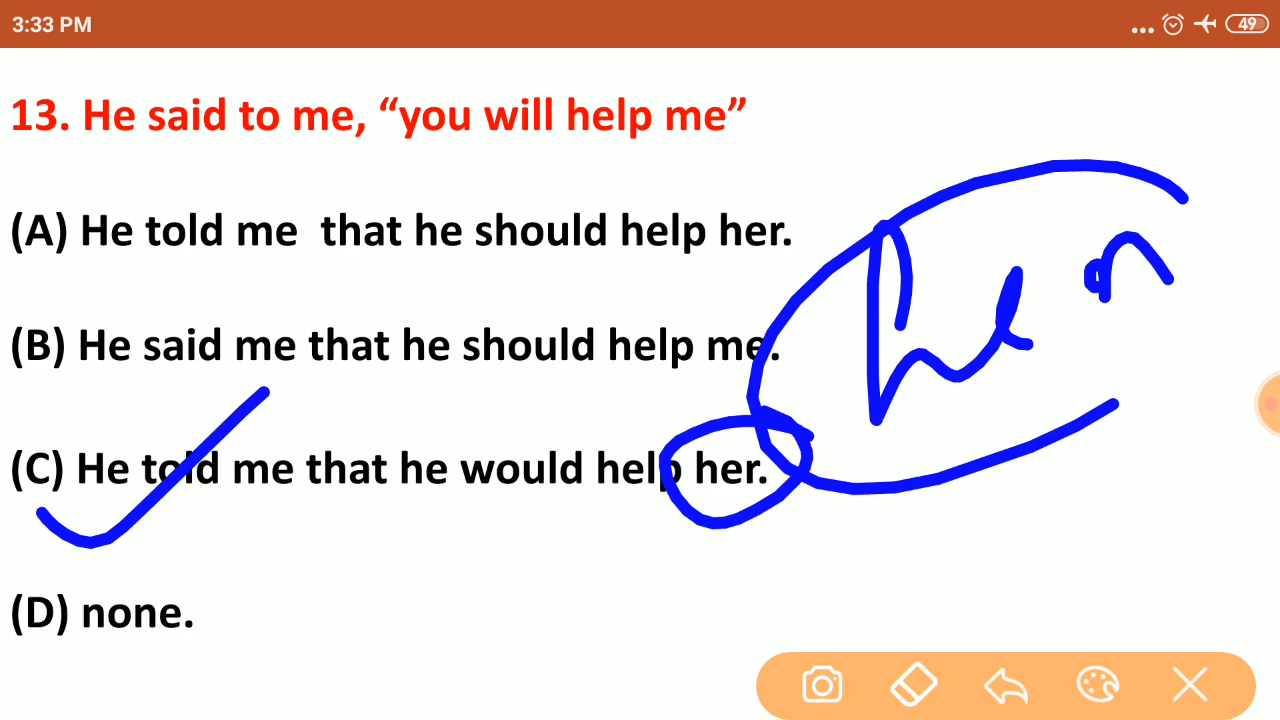 3:33 PM
49
13. He said to me, “you will help me”
(A) He told me that he should help her.
(B) He said me that he should help me.
(C) He told me that he would help her.
(D) none.